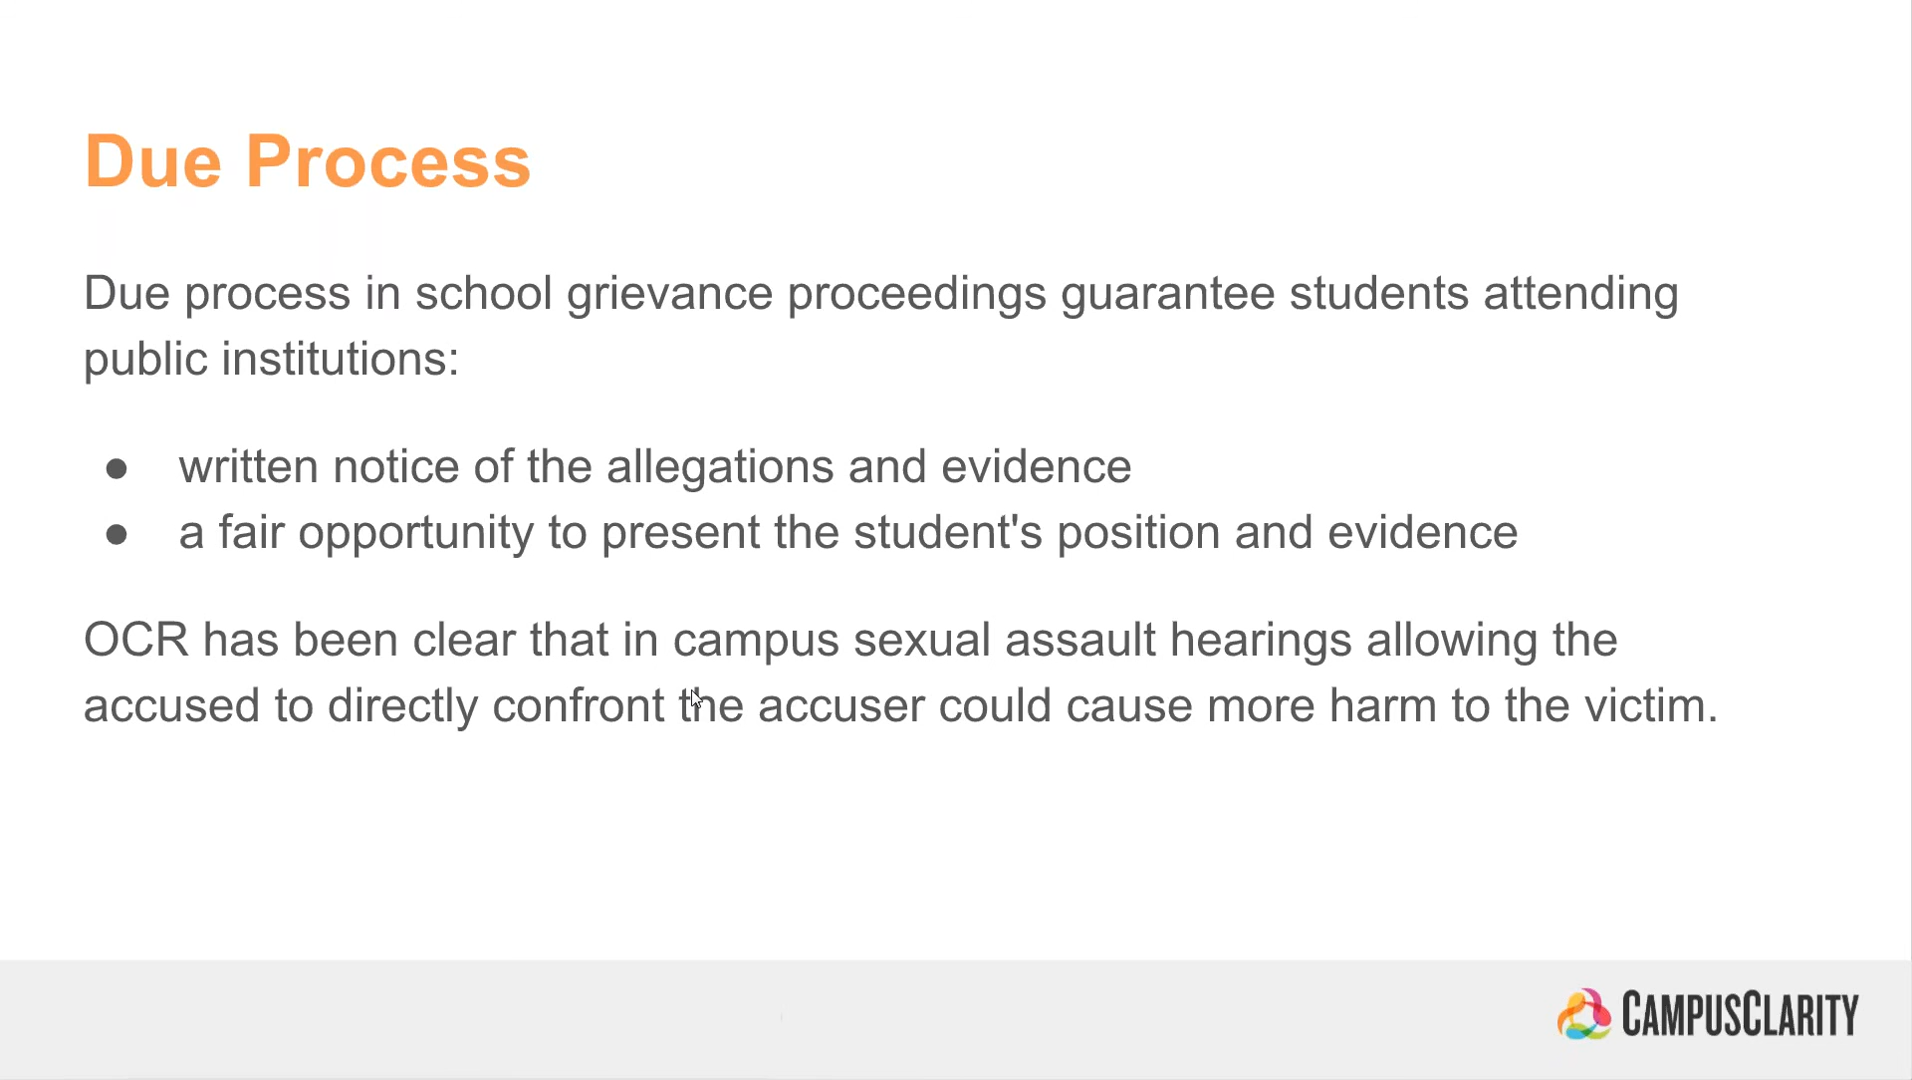 Due Process
Due process in school grievance proceedings guarantee students attending
public institutions:
● written notice of the allegations and evidence
● a fair opportunity to present the student's position and evidence
OCR has been clear that in campus sexual assault hearings allowing the
accused to directly confront the accuser could cause more harm to the victim.
CAMPUSCLARITY